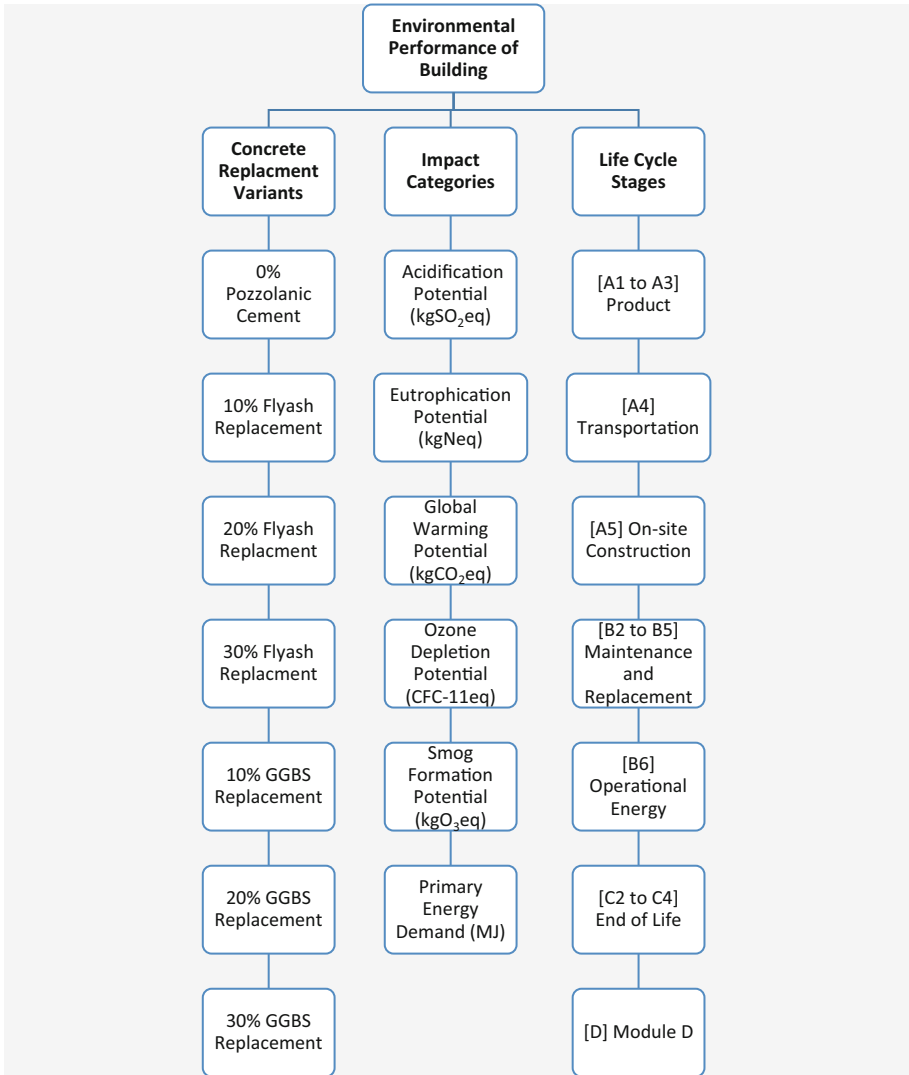 Environmental
Performance of
Building
Concrete
Replacment
Variants
0%
Pozzolanic
Cement
10% Flyash
Replacement
20% Flyash
Replacment
30% Flyash
Replacment
10% GGBS
Replacement
20% GGBS
Replacement
30% GGBS
Replacement
Impact
Categories
Acidification
Potential
(kgSO₂eq)
Eutrophication
Potential
(kgNeq)
Global
Warming
Potential
(kgCO₂eq)
Ozone
Depletion
Potential
(CFC-11eq)
Smog
Formation
Potential
(kgO₃eq)
Primary
Energy
Demand (MJ)
Life Cycle
Stages
[A1 to A3]
Product
[A4]
Transportation
[A5] On-site
Construction
[B2 to B5]
Maintenance
and
Replacement
[B6]
Operational
Energy
[C2 to C4]
End of Life
[D] Module D